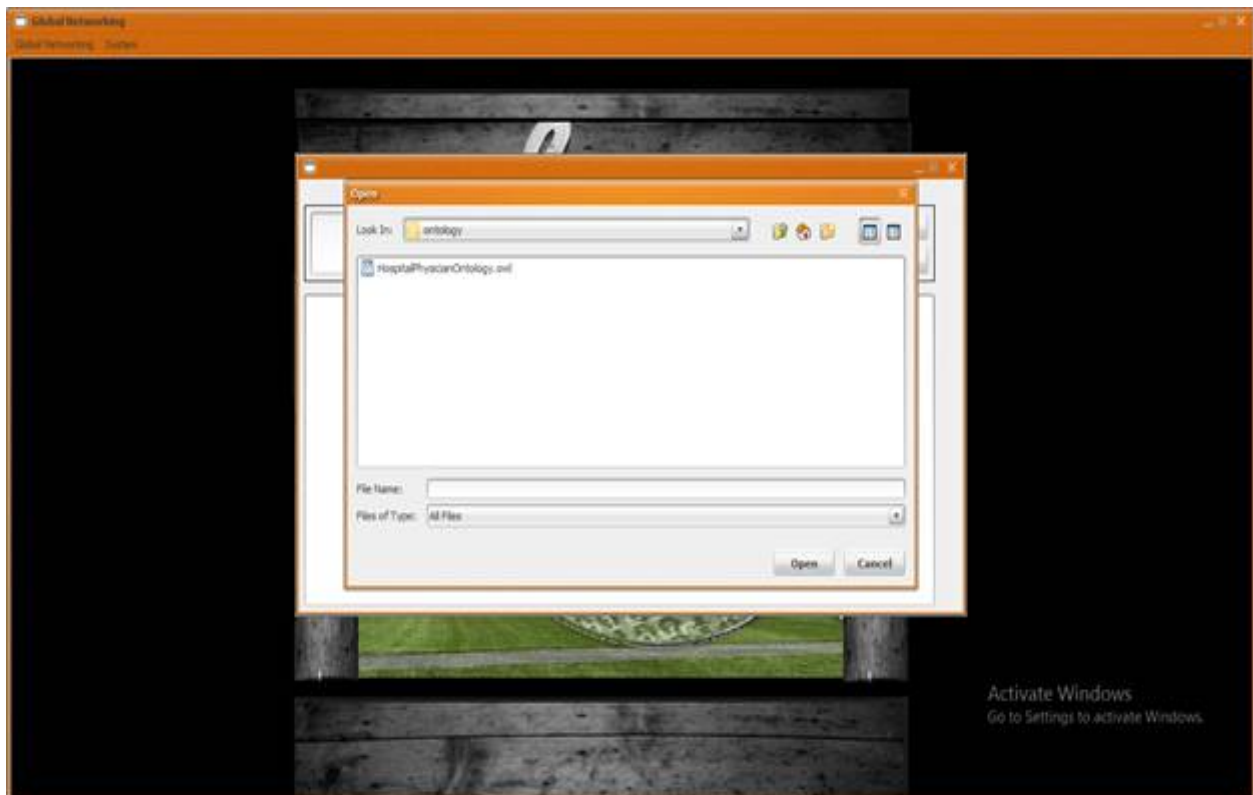 Global Networking
Global Networking System
Open
Look In: ontology
HospitalPhysicianOntology.owl
File Name:
Files of Type: All Files
Open Cancel
Activate Windows
Go to Settings to activate Windows.